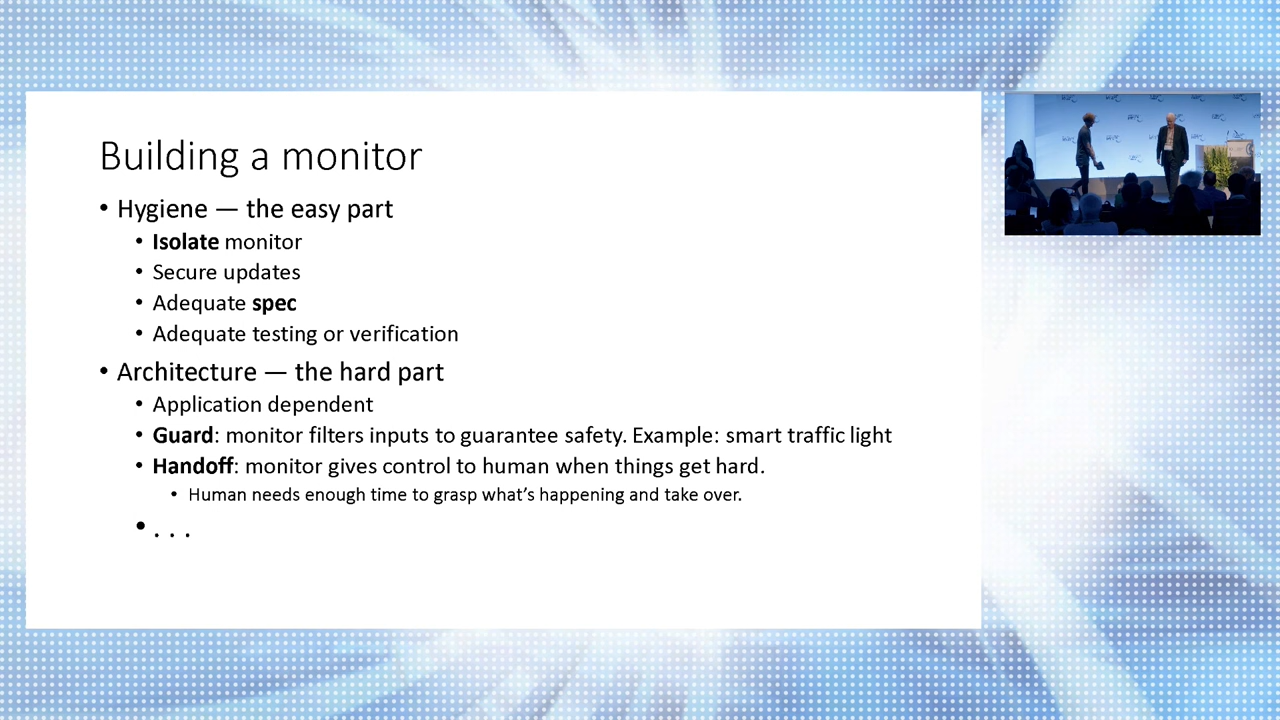 Building a monitor
• Hygiene — the easy part
• Isolate monitor
• Secure updates
• Adequate spec
• Adequate testing or verification
• Architecture — the hard part
• Application dependent
• Guard: monitor filters inputs to guarantee safety. Example: smart traffic light
• Handoff: monitor gives control to human when things get hard.
• Human needs enough time to grasp what’s happening and take over.
• . . .